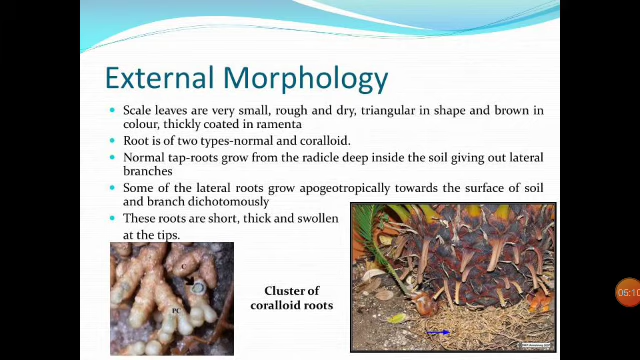 External Morphology
Scale leaves are very small, rough and dry, triangular in shape and brown in
colour, thickly coated in ramenta
Root is of two types-normal and coralloid.
Normal tap-roots grow from the radicle deep inside the soil giving out lateral
branches
Some of the lateral roots grow apogeotropically towards the surface of soil
and branch dichotomously
These roots are short, thick and swollen
at the tips.
Cluster of
coralloid roots
PC
05:10